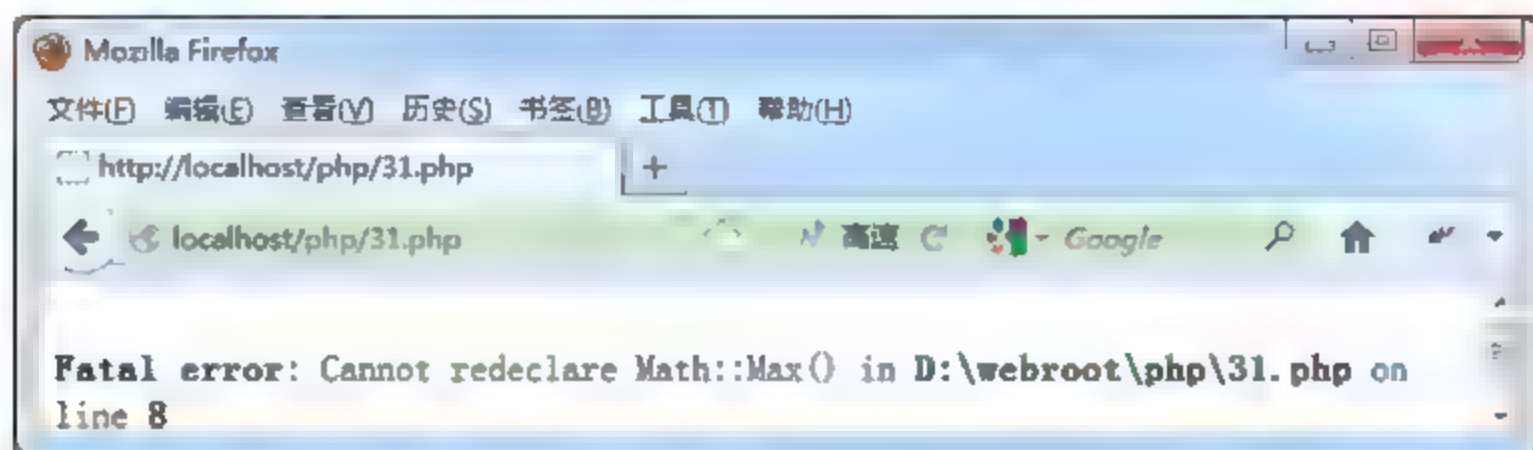 Mozilla Firefox
文件(F) 编辑(E) 查看(V) 历史(S) 书签(B) 工具(T) 帮助(H)
http://localhost/php/31.php +
localhost/php/31.php 高速 Google
Fatal error: Cannot redeclare Math::Max() in D:\webroot\php\31.php on
line 8